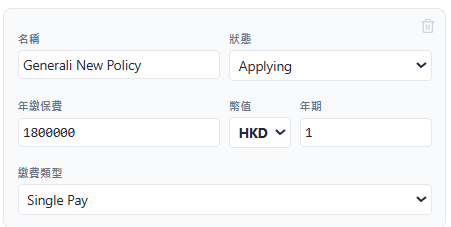 名稱 狀態
Generali New Policy Applying
年繳保費 幣值 年期
1800000 HKD 1
繳費類型
Single Pay